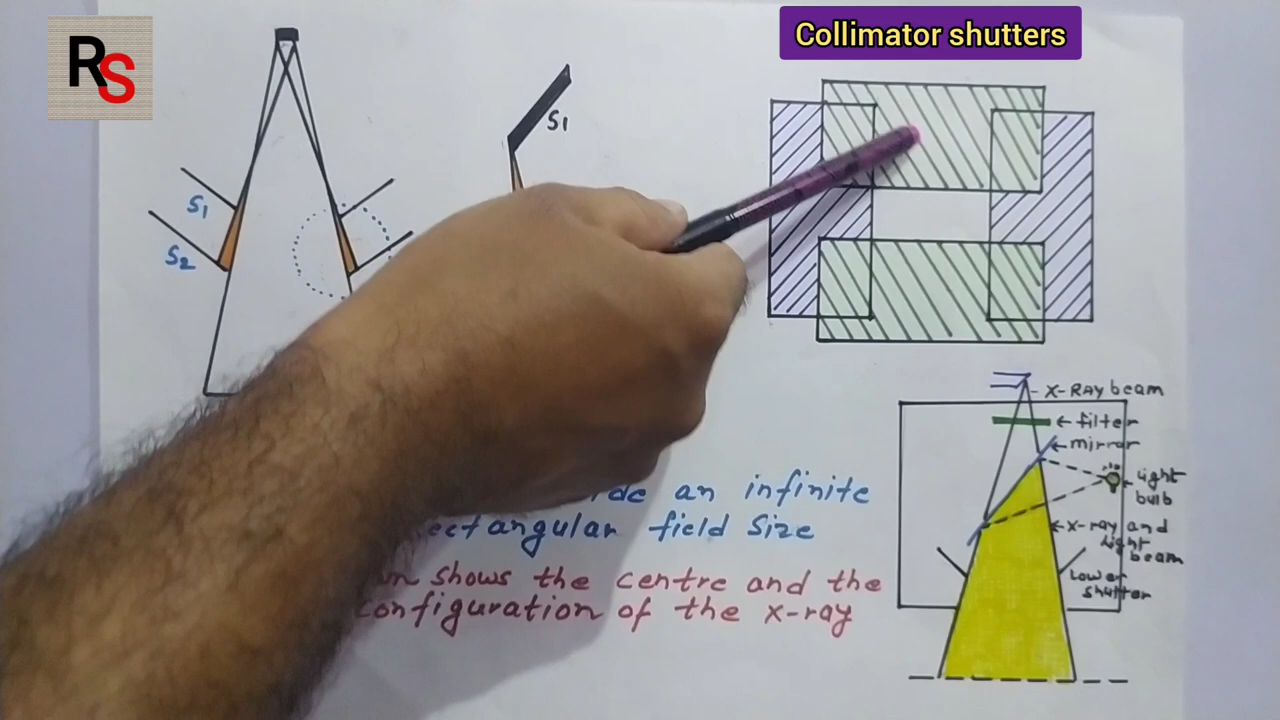 RS
Collimator shutters
S1
S2
S1
X-RAY beam
filter
mirror
light
bulb
x-ray and
light
beam
Lower
shutter
an infinite
ectangular field size
shows the centre and the
configuration of the x-ray